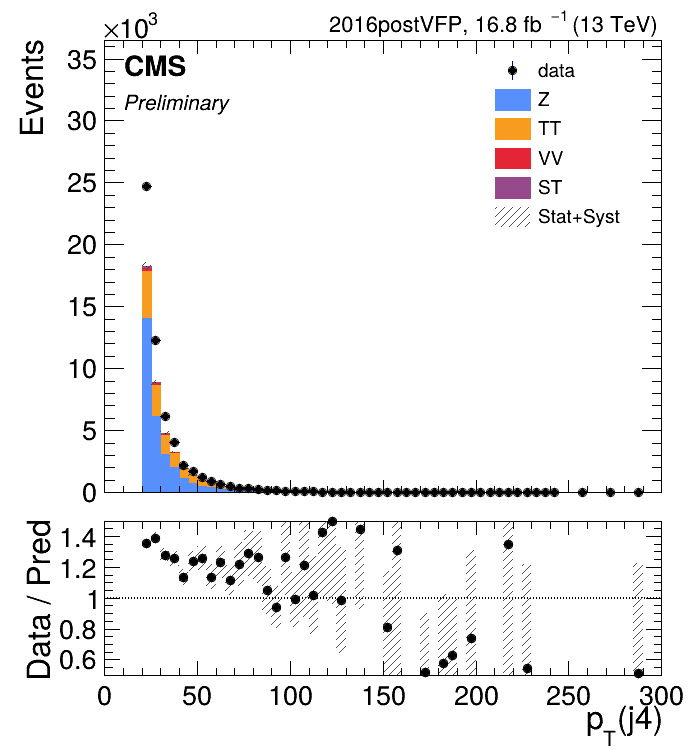 ×10³
2016postVFP, 16.8 fb ⁻¹ (13 TeV)
Events
35
30
25
20
15
10
5
0
CMS
Preliminary
data
Z
TT
VV
ST
Stat+Syst
Data / Pred
1.4
1.2
1
0.8
0.6
0 50 100 150 200 250 300
p_T(j4)